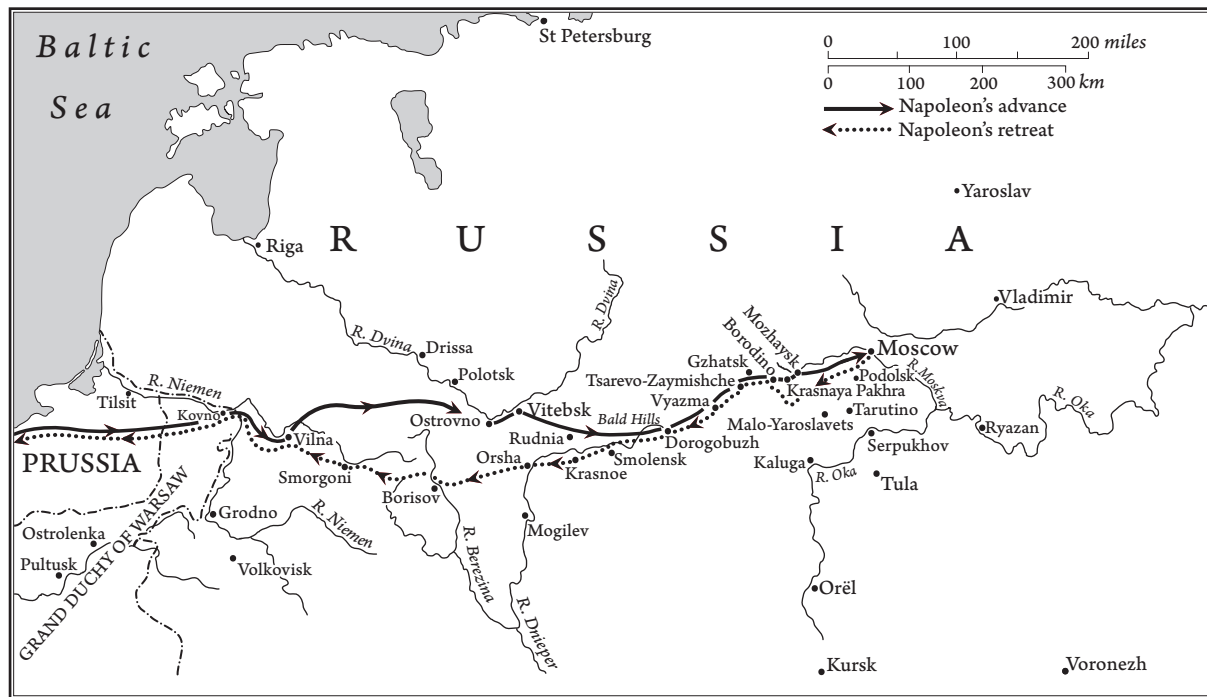 Baltic
Sea
St Petersburg
0 100 200 miles
0 100 200 300 km
Napoleon's advance
Napoleon's retreat
Yaroslav
RUSSIA
Riga
R. Dvina
R. Dvina
Drissa
Polotsk
Vladimir
Mozhaysk
Borodino
Gzhatsk
Moscow
Tsarevo-Zaymishche
Krasnaya Pakhra
Podolsk
R. Moskva
R. Oka
R. Niemen
Tilsit
Kovno
Vilna
Ostrovno
Vitebsk
Bald Hills
Vyazma
Tarutino
Malo-Yaroslavets
Rudnia
Dorogobuzh
Serpukhov
Ryazan
PRUSSIA
Smorgoni
Orsha
Krasnoe
Smolensk
Kaluga
R. Oka
Tula
Borisov
Grodno
R. Niemen
Mogilev
Ostrolenka
Pultusk
GRAND DUCHY OF WARSAW
Volkovisk
R. Berezina
R. Dnieper
Orël
Kursk
Voronezh